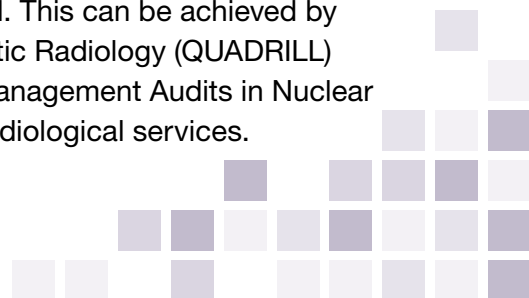 This can be achieved by
tic Radiology (QUADRILL)
anagement Audits in Nuclear
diological services.